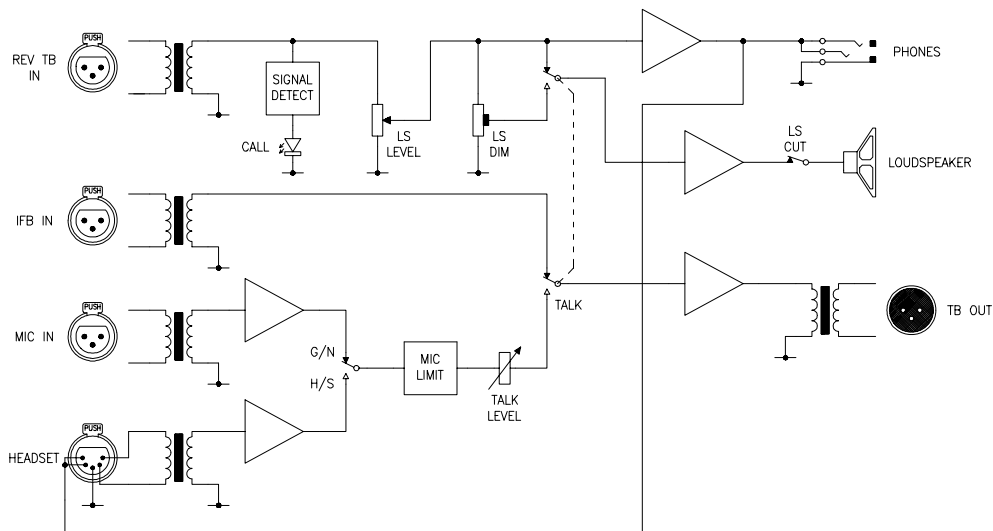 PUSH
REV TB
IN
SIGNAL
DETECT
CALL
LS
LEVEL
LS
DIM
PHONES
LS
CUT
LOUDSPEAKER
PUSH
IFB IN
TALK
PUSH
MIC IN
G/N
H/S
MIC
LIMIT
TALK
LEVEL
TB OUT
PUSH
HEADSET